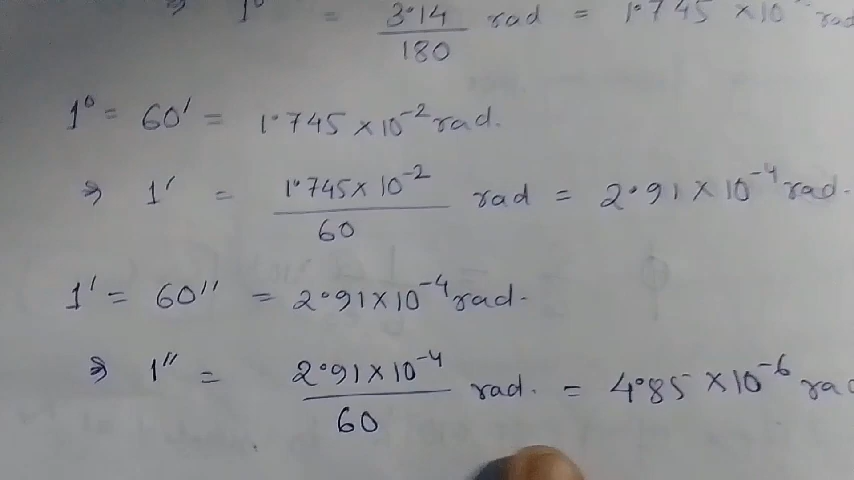 ⇒ 1° = 3.14/180 rad = 1.745 × 10 rad
1° = 60' = 1.745 × 10⁻² rad.
⇒ 1' = 1.745 × 10⁻²/60 rad = 2.91 × 10⁻⁴ rad.
1' = 60'' = 2.91 × 10⁻⁴ rad.
⇒ 1'' = 2.91 × 10⁻⁴/60 rad. = 4.85 × 10⁻⁶ ra